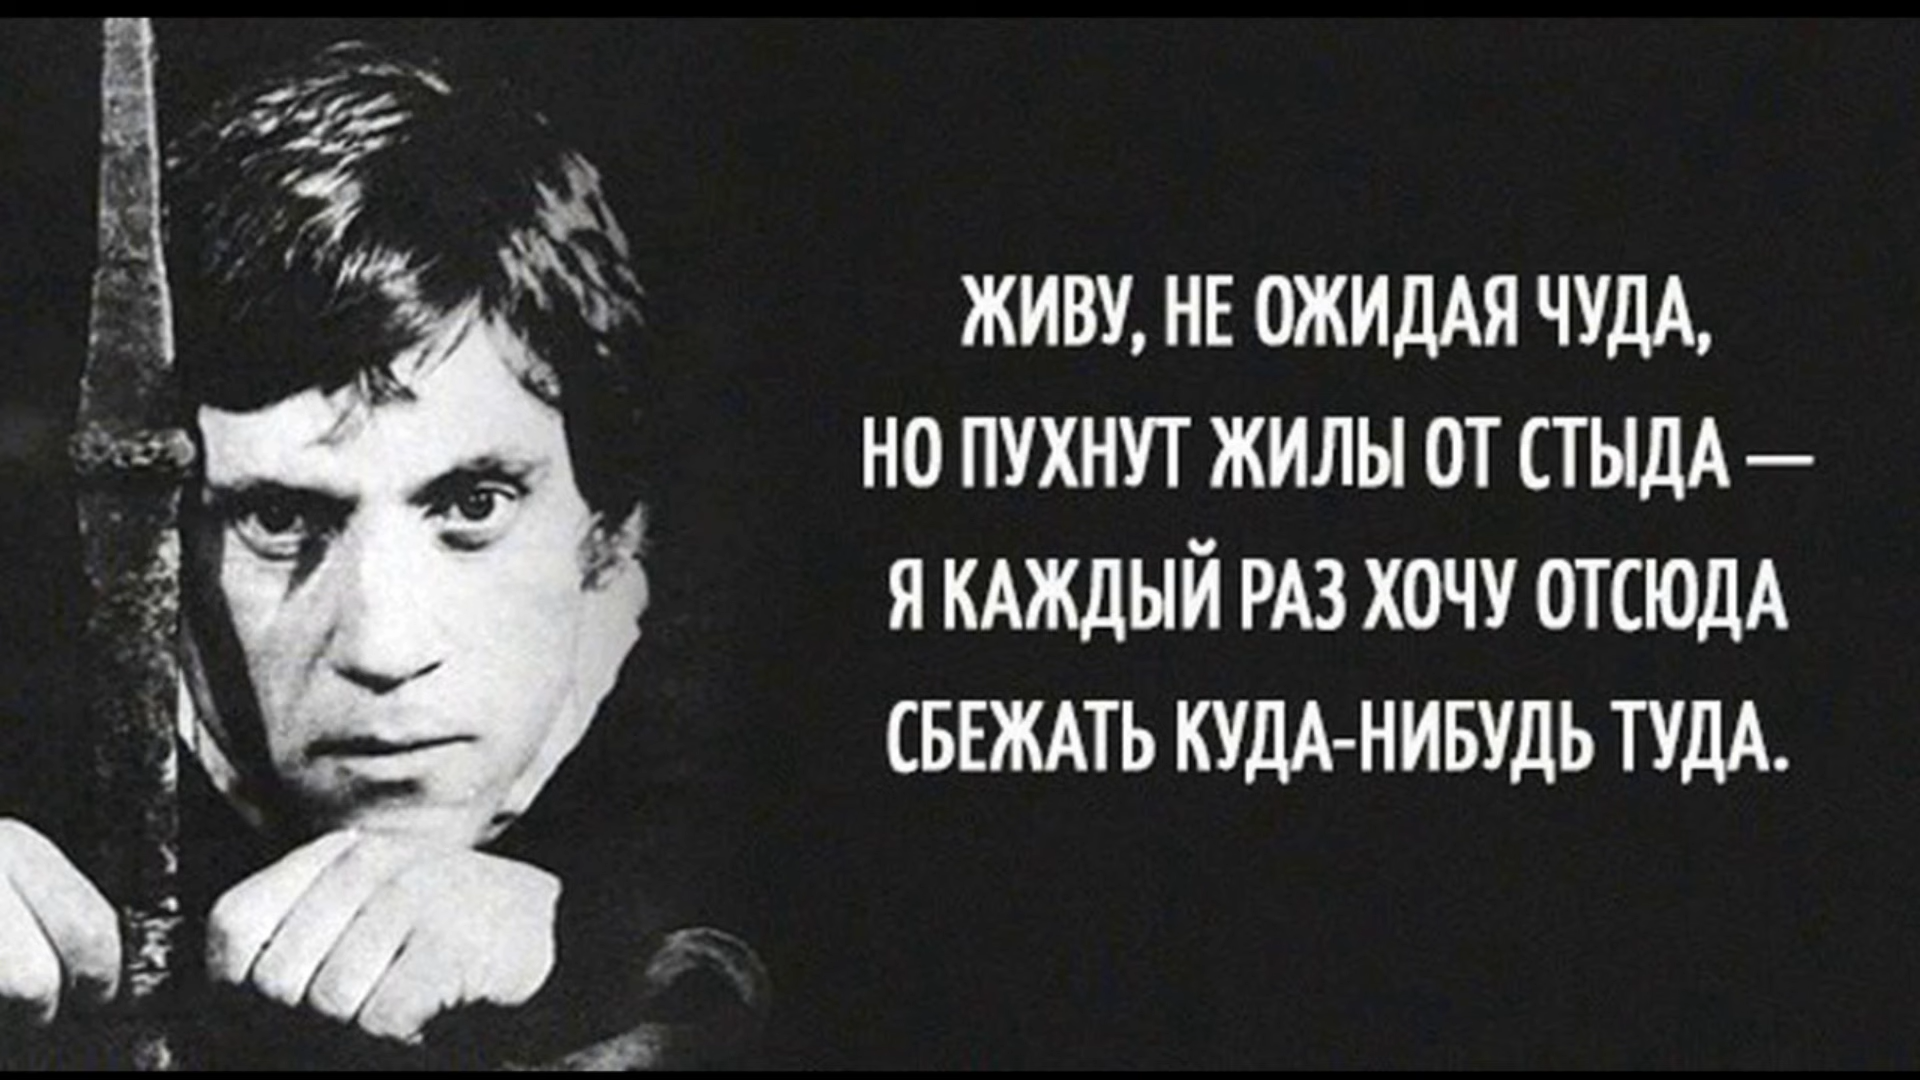 ЖИВУ, НЕ ОЖИДАЯ ЧУДА,
НО ПУХНУТ ЖИЛЫ ОТ СТЫДА —
Я КАЖДЫЙ РАЗ ХОЧУ ОТСЮДА
СБЕЖАТЬ КУДА-НИБУДЬ ТУДА.